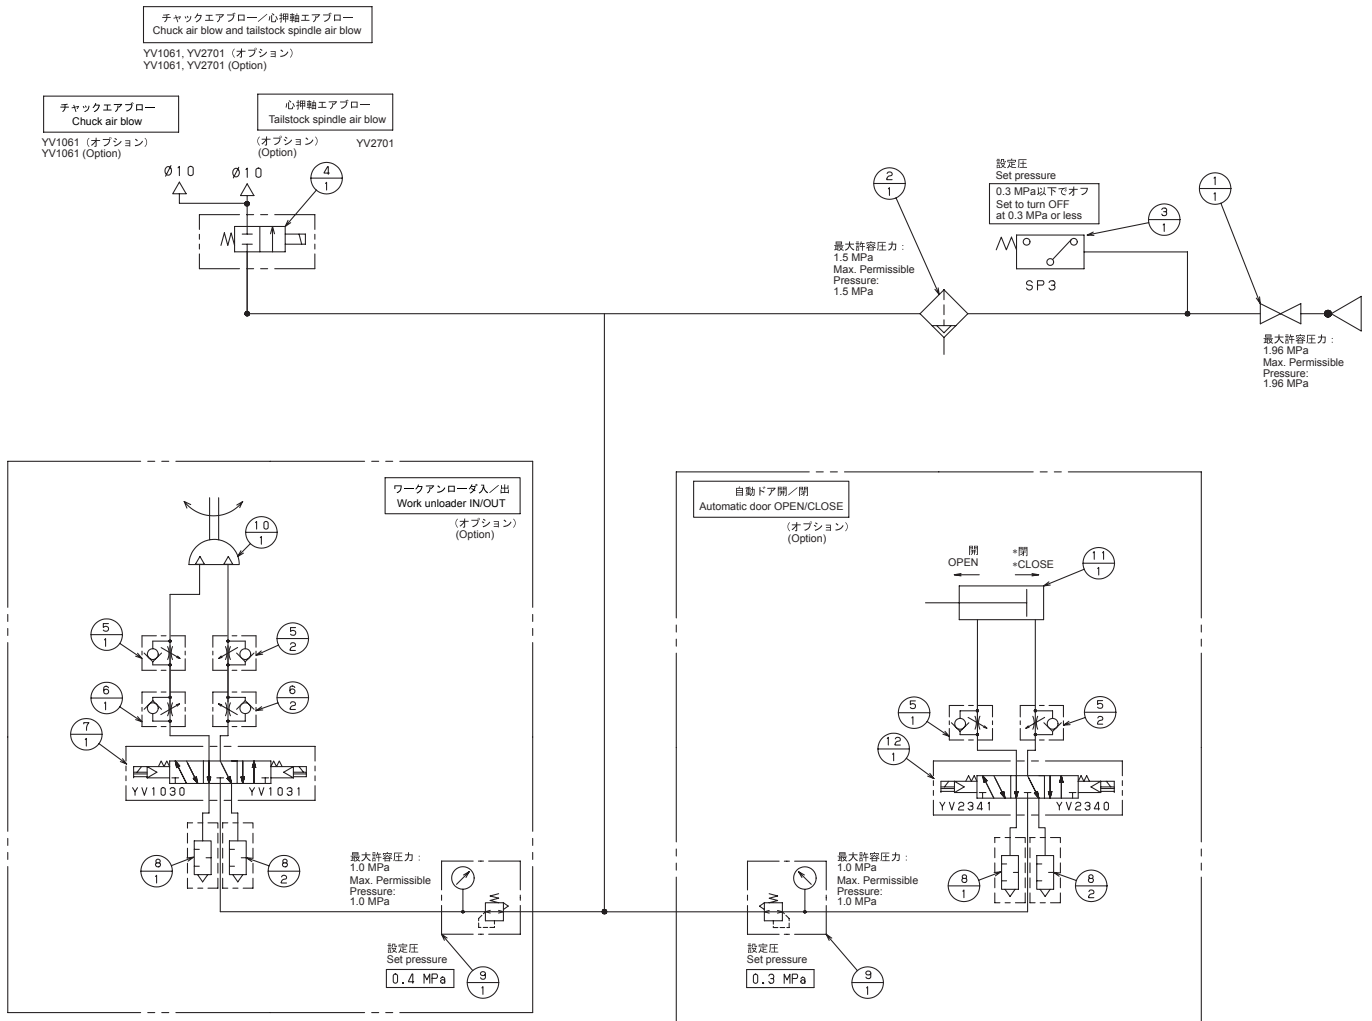 チャックエアブロー／心押軸エアブロー
Chuck air blow and tailstock spindle air blow
YV1061, YV2701（オプション）
YV1061, YV2701 (Option)
チャックエアブロー
Chuck air blow
YV1061（オプション）
YV1061 (Option)
心押軸エアブロー
Tailstock spindle air blow
（オプション）
(Option)
YV2701
Ø10
Ø10
4
1
2
1
設定圧
Set pressure
0.3 MPa以下でオフ
Set to turn OFF
at 0.3 MPa or less
3
1
1
1
SP3
最大許容圧力：
1.5 MPa
Max. Permissible
Pressure:
1.5 MPa
最大許容圧力：
1.96 MPa
Max. Permissible
Pressure:
1.96 MPa
ワークアンローダ入／出
Work unloader IN/OUT
（オプション）
(Option)
10
1
5
1
5
2
6
1
6
2
7
1
YV1030
YV1031
8
1
8
2
最大許容圧力：
1.0 MPa
Max. Permissible
Pressure:
1.0 MPa
設定圧
Set pressure
0.4 MPa
9
1
自動ドア開／閉
Automatic door OPEN/CLOSE
（オプション）
(Option)
開
OPEN
*閉
*CLOSE
11
1
5
1
5
2
12
1
YV2341
YV2340
8
1
8
2
最大許容圧力：
1.0 MPa
Max. Permissible
Pressure:
1.0 MPa
設定圧
Set pressure
0.3 MPa
9
1